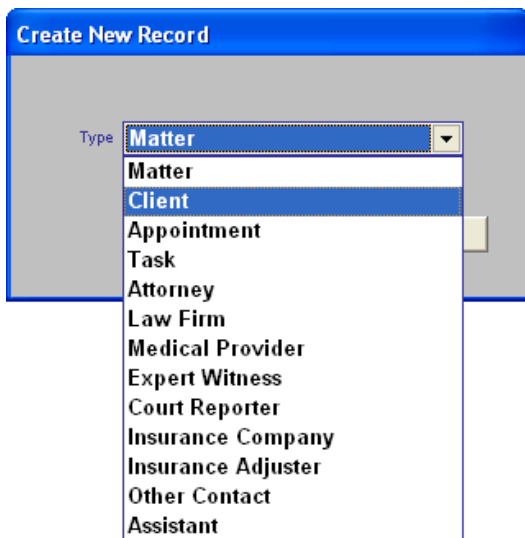 Create New Record
Type Matter
Matter
Client
Appointment
Task
Attorney
Law Firm
Medical Provider
Expert Witness
Court Reporter
Insurance Company
Insurance Adjuster
Other Contact
Assistant